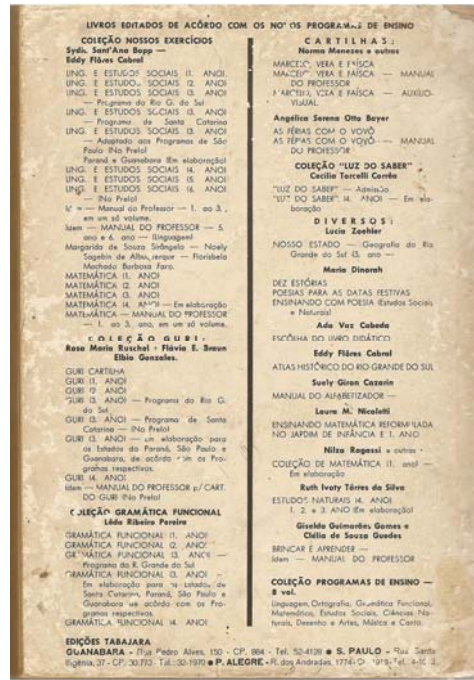 LIVROS EDITADOS DE ACÔRDO COM OS PROGRAMAS DE ENSINO
COLEÇÃO NOSSOS EXERCÍCIOS
Sydia Sant'Ana Bopp —
Eddy Flôres Cabral
LING. E ESTUDOS SOCIAIS (1. ANO)
LING. E ESTUDOS SOCIAIS (2. ANO)
LING. E ESTUDOS SOCIAIS (3. ANO)
— Programa do Rio G. do Sul
LING. E ESTUDOS SOCIAIS (3. ANO)
— Programa de Santa Catarina
LING. E ESTUDOS SOCIAIS (3. ANO)
— Adaptado aos Programas de São
Paulo (No Prelo)
Paraná e Guanabara (Em elaboração)
LING. E ESTUDOS SOCIAIS (4. ANO)
LING. E ESTUDOS SOCIAIS (5. ANO)
LING. E ESTUDOS SOCIAIS (6. ANO)
— (No Prelo)
— Manual do Professor — 1. ao 3.,
em um só volume.
Idem — MANUAL DO PROFESSOR — 5.
ano e 6. ano — (linguagem)
Margarida de Souza Sirângelo — Noely
Sagebin de Albuquerque — Florisbela
Machado Barbosa Faro.
MATEMÁTICA (1. ANO)
MATEMÁTICA (2. ANO)
MATEMÁTICA (3. ANO)
MATEMÁTICA (4. ANO) — Em elaboração
MATEMÁTICA — MANUAL DO PROFESSOR
— 1. ao 3. ano, em um só volume.
COLEÇÃO GURI:
Rosa Maria Ruschel - Flávia E. Braun
Elbio Gonzales.
GURI CARTILHA
GURI (1. ANO)
GURI (2. ANO)
GURI (3. ANO) — Programa do Rio G.
do Sul
GURI (3. ANO) — Programa de Santa
Catarina — (No Prelo)
GURI (3. ANO) — em elaboração para
os Estados do Paraná, São Paulo e
Guanabara, de acôrdo com os Pro-
gramas respectivos.
GURI (4. ANO)
Idem — MANUAL DO PROFESSOR p/ CART.
DO GURI (No Prelo)
COLEÇÃO GRAMÁTICA FUNCIONAL
Lêda Ribeiro Pereira
GRAMÁTICA FUNCIONAL (1. ANO)
GRAMÁTICA FUNCIONAL (2. ANO)
GRAMÁTICA FUNCIONAL (3. ANO) —
Programa do R. Grande do Sul
GRAMÁTICA FUNCIONAL (3. ANO) —
Em elaboração para os Estados de
Santa Catarina, Paraná, São Paulo e
Guanabara de acôrdo com os Pro-
gramas respectivos.
GRAMÁTICA FUNCIONAL (4. ANO)
CARTILHAS:
Norma Menezes e outras
MARCELO, VERA E FAÍSCA
MARCELO, VERA E FAÍSCA — MANUAL
DO PROFESSOR
MARCELO, VERA E FAÍSCA — AUXÍLIO-
VISUAL.
Angélica Serena Otto Beyer
AS FÉRIAS COM O VOVÔ
AS FÉRIAS COM O VOVÔ — MANUAL
DO PROFESSOR
COLEÇÃO "LUZ DO SABER"
Cecília Torcelli Corrêa
"LUZ DO SABER" — Admissão
"LUZ DO SABER" (4. ANO) — Em ela-
boração
DIVERSOS:
Lucia Zoehler
NOSSO ESTADO — Geografia do Rio
Grande do Sul (3. ano —
Maria Dinorah
DEZ ESTÓRIAS
POESIAS PARA AS DATAS FESTIVAS
ENSINANDO COM POESIA (Estudos Sociais
e Naturais)
Ada Vaz Cabeda
ESCÔLHA DO LIVRO DIDÁTICO
Eddy Flôres Cabral
ATLAS HISTÓRICO DO RIO GRANDE DO SUL
Suely Giron Cazarin
MANUAL DO ALFABETIZADOR —
Laura M. Nicoletti
ENSINANDO MATEMÁTICA REFORMULADA
NO JARDIM DE INFÂNCIA E 1. ANO
Nilza Ragassi e outras -
COLEÇÃO DE MATEMÁTICA (1. ano) —
Em elaboração
Ruth Ivoty Tôrres da Silva
ESTUDOS NATURAIS (4. ANO)
1. 2. e 3. ANO (Em elaboração)
Giselda Guimarães Gomes e
Clélia de Souza Guedes
BRINCAR E APRENDER —
Idem — MANUAL DO PROFESSOR
COLEÇÃO PROGRAMAS DE ENSINO —
8 vol.
Linguagem, Ortografia, Gramática Funcional,
Matemática, Estudos Sociais, Ciências Na-
turais, Desenho e Artes, Música e Canto.
EDIÇÕES TABAJARA
GUANABARA - Rua Pedro Alves, 150 - CP. 884 - Tel. 52-4128 ● S. PAULO - Rua Santa
Ifigênia, 37 - CP. 30.770 - Tel.: 32-1970 ● P. ALEGRE - R. dos Andradas, 1774 - CP.